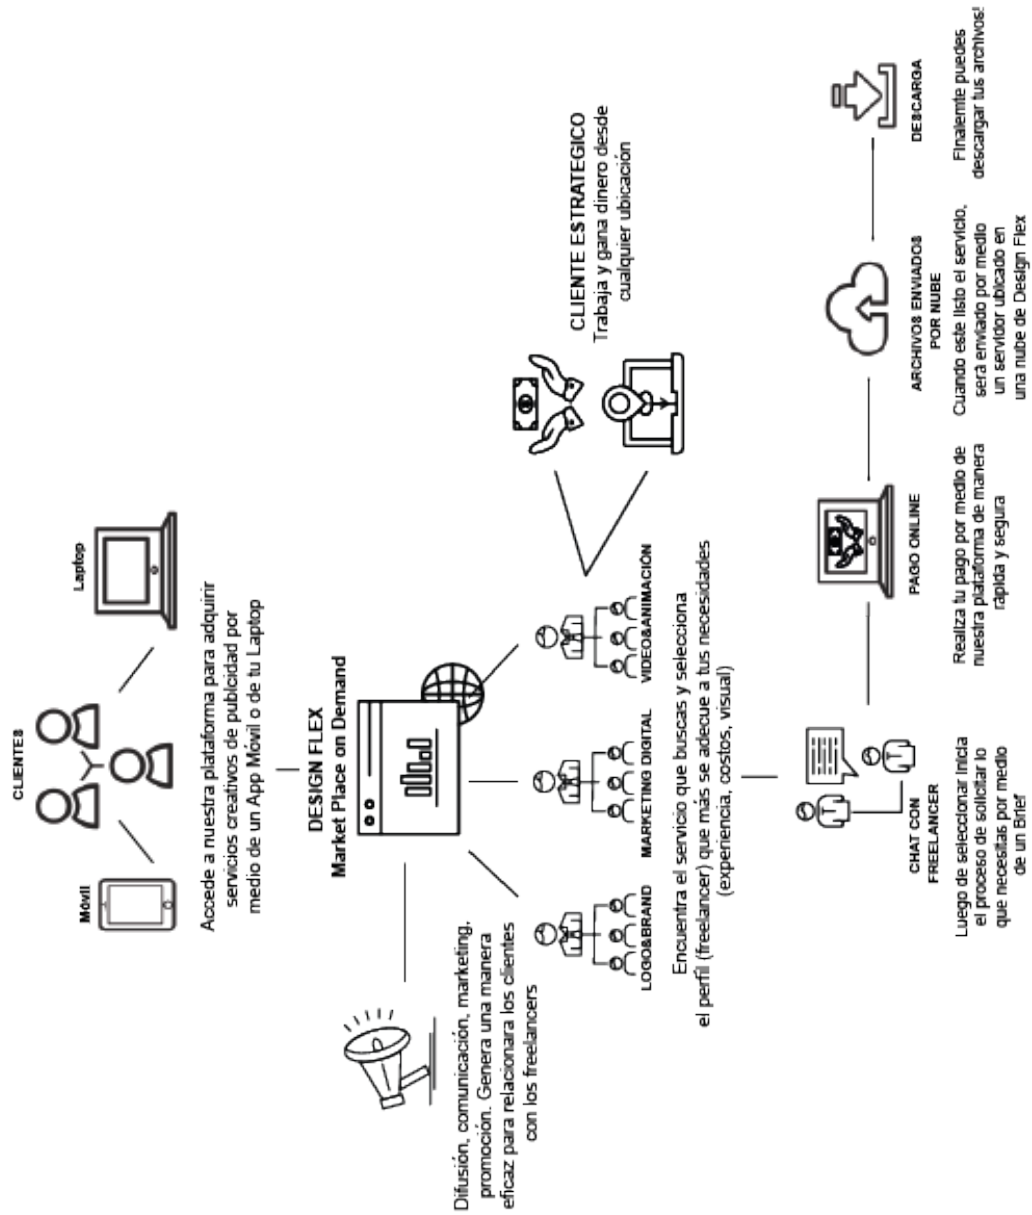 CLIENTES
Móvil
Laptop
Accede a nuestra plataforma para adquirir
servicios creativos de publcidad por
medio de un App Móvil o de tu Laptop
DESIGN FLEX
Market Place on Demand
Difusión, comunicación, marketing,
promoción. Genera una manera
eficaz para relacionara los clientes
con los freelancers
CLIENTE ESTRATEGICO
Trabaja y gana dinero desde
cualquier ubicación
LOGO&BRAND
MARKETING DIGITAL
VIDEO&ANIMACIÓN
Encuentra el servicio que buscas y selecciona
el perfil (freelancer) que más se adecue a tus necesidades
(experiencia, costos, visual)
CHAT CON
FREELANCER
Luego de seleccionar inicia
el proceso de solicitar lo
que necesitas por medio
de un Brief
PAGO ONLINE
Realiza tu pago por medio de
nuestra plataforma de manera
rápida y segura
ARCHIVOS ENVIADOS
POR NUBE
Cuando este listo el servicio,
será enviado por medio
un servidor ubicado en
una nube de Design Flex
DESCARGA
Finalemte puedes
descargar tus archivos!